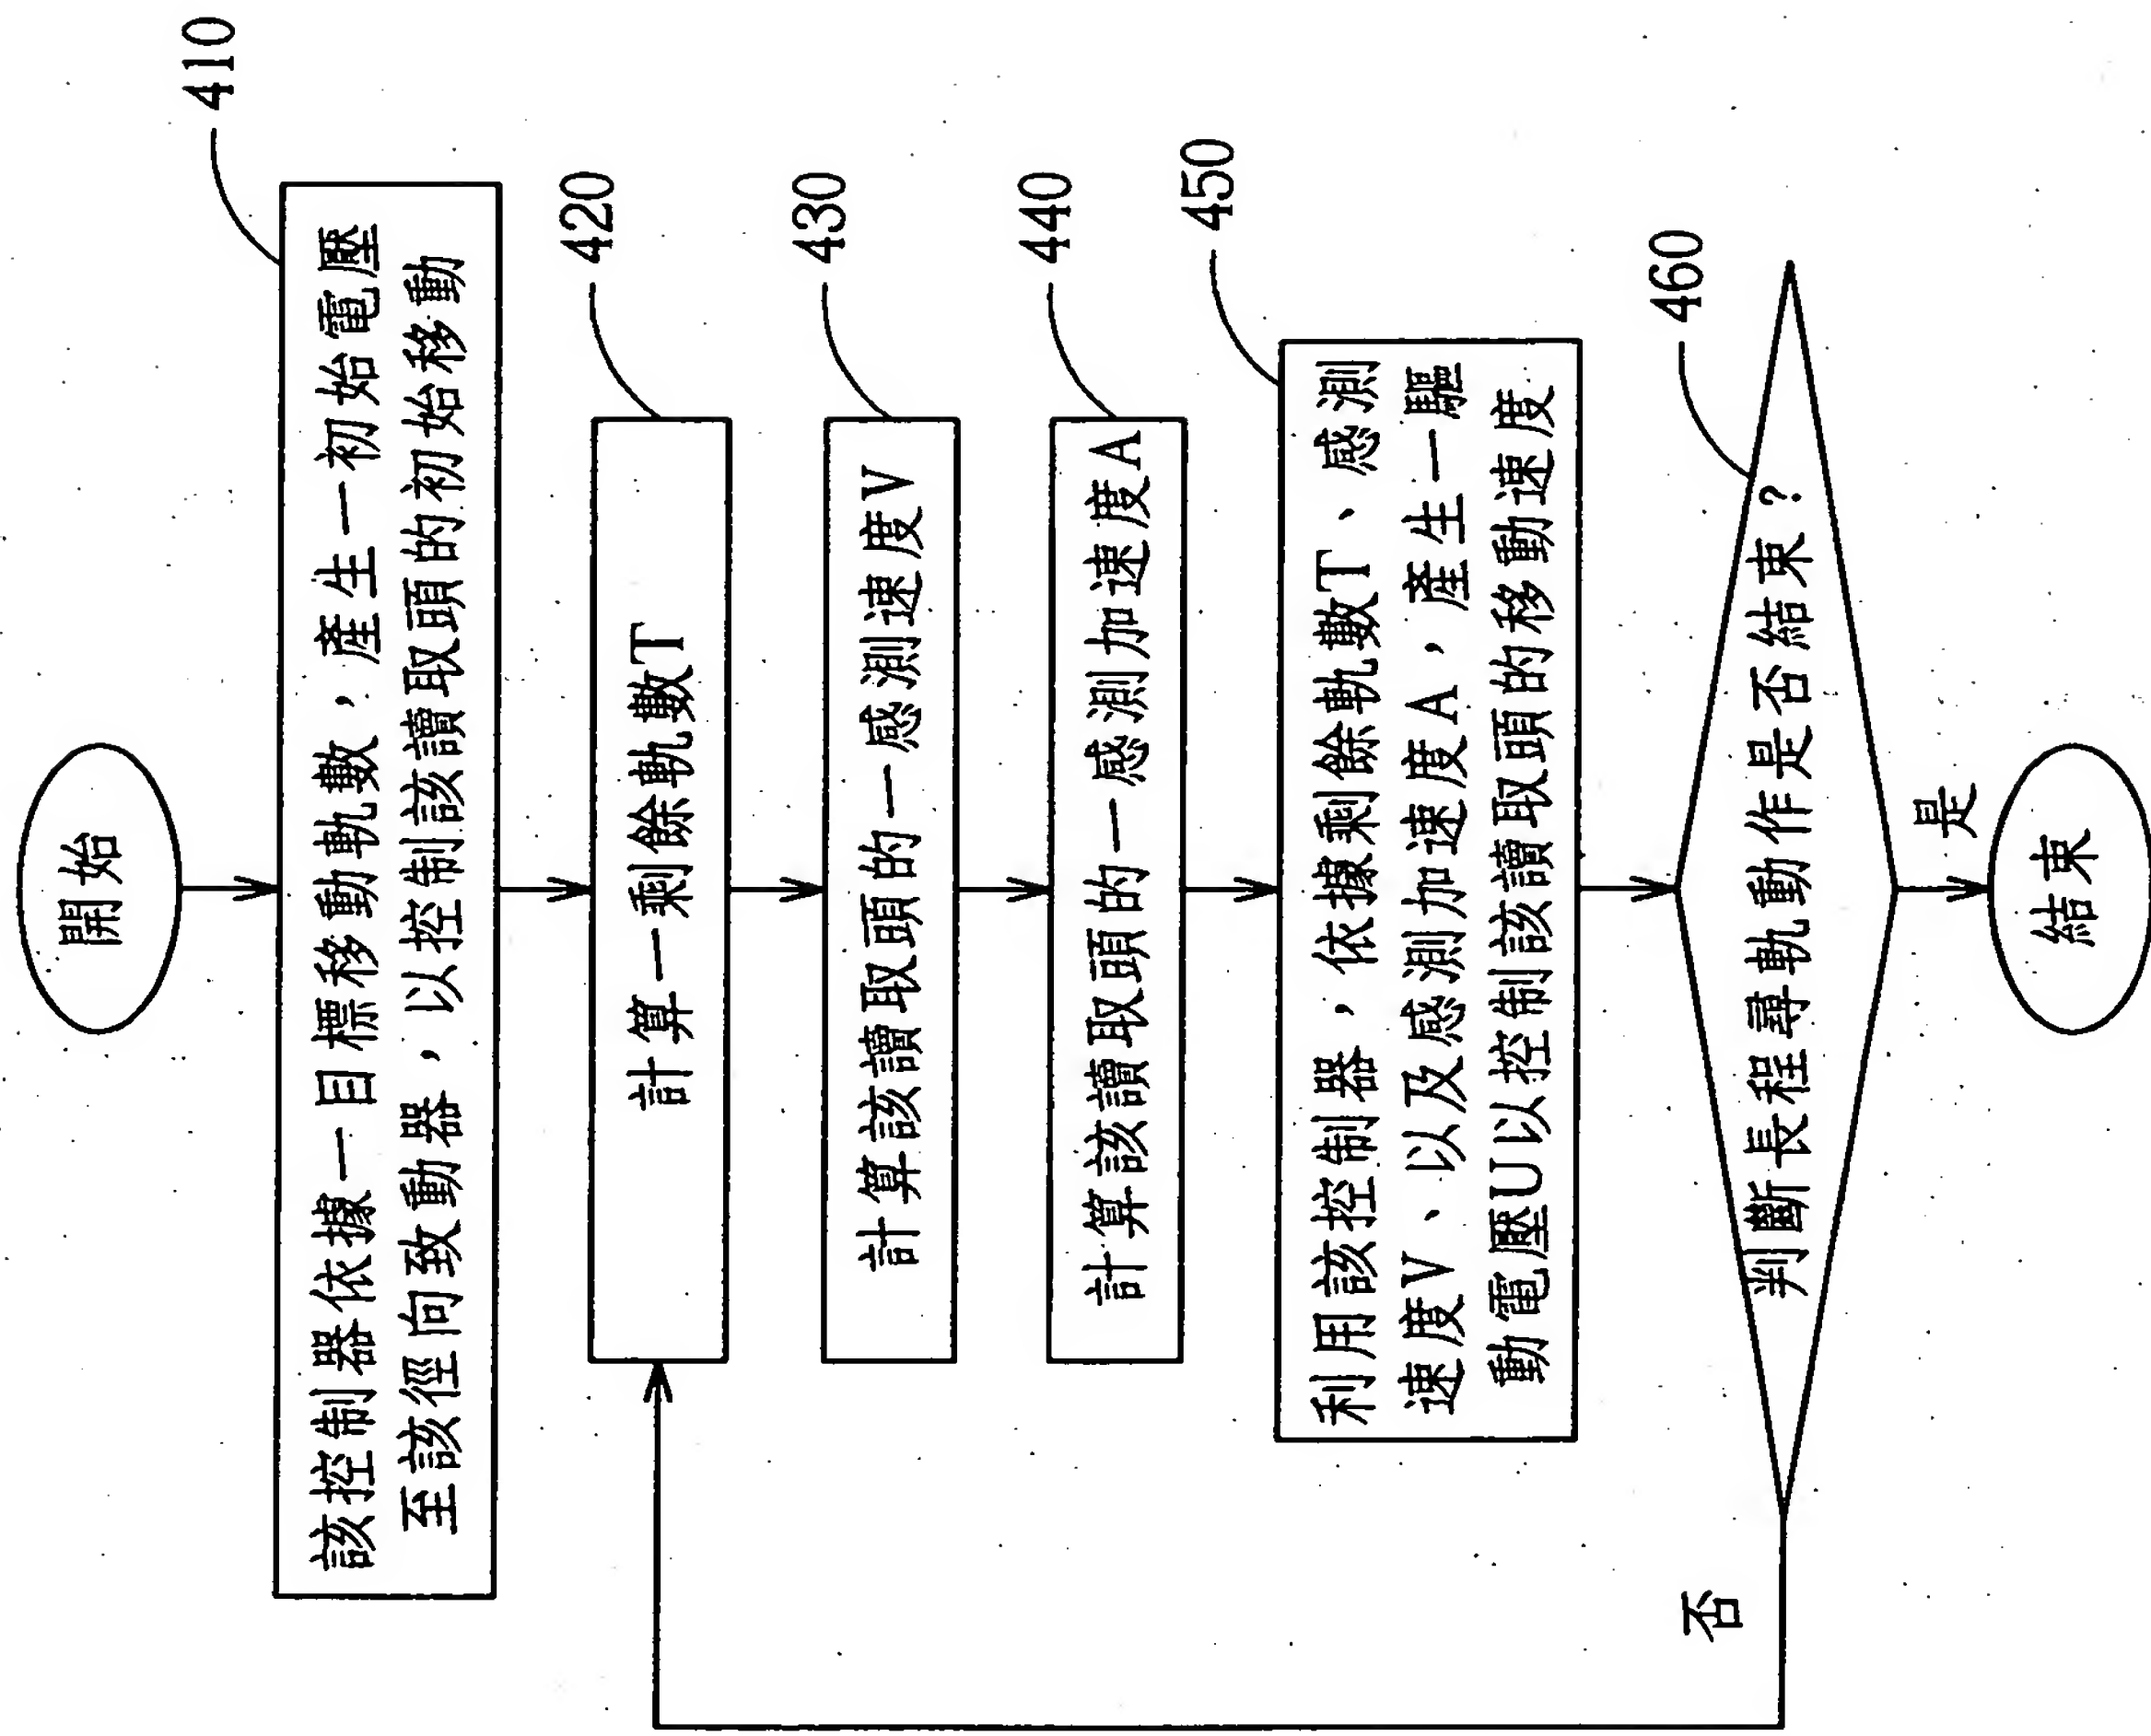 開始
410
該控制器依據一目標移動軌數，產生一初始電壓
至該徑向致動器，以控制該讀取頭的初始移動
420
計算一剩餘軌數T
430
計算該讀取頭的一感測速度V
440
計算該讀取頭的一感測加速度A
450
利用該控制器，依據剩餘軌數T、感測
速度V、以及感測加速度A，產生一驅
動電壓U以控制該讀取頭的移動速度
460
判斷長程尋軌動作是否結束？
否
是
結束